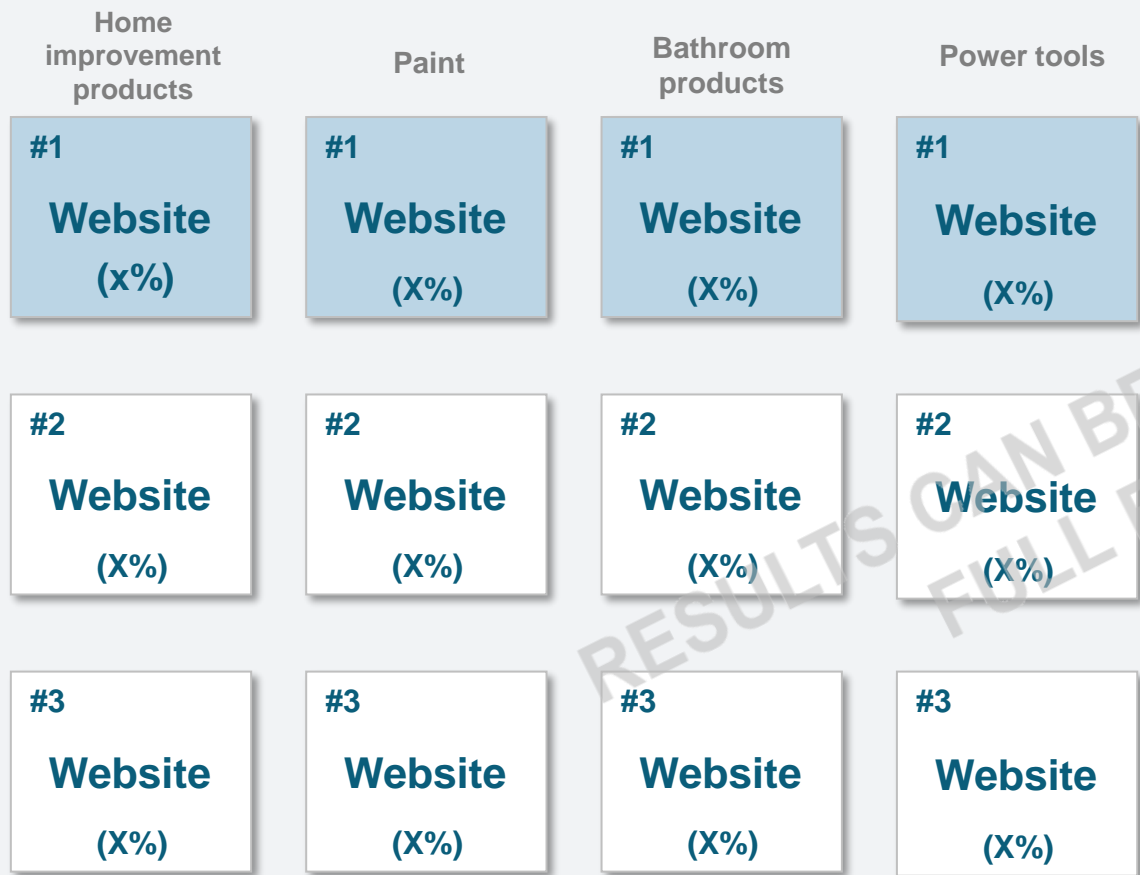 Home
improvement
products
Paint
Bathroom
products
Power tools
#1
Website
(x%)
#1
Website
(X%)
#1
Website
(X%)
#1
Website
(X%)
#2
Website
(X%)
#2
Website
(X%)
#2
Website
(X%)
#2
Website
(X%)
#3
Website
(X%)
#3
Website
(X%)
#3
Website
(X%)
#3
Website
(X%)
RESULTS CAN
FULL